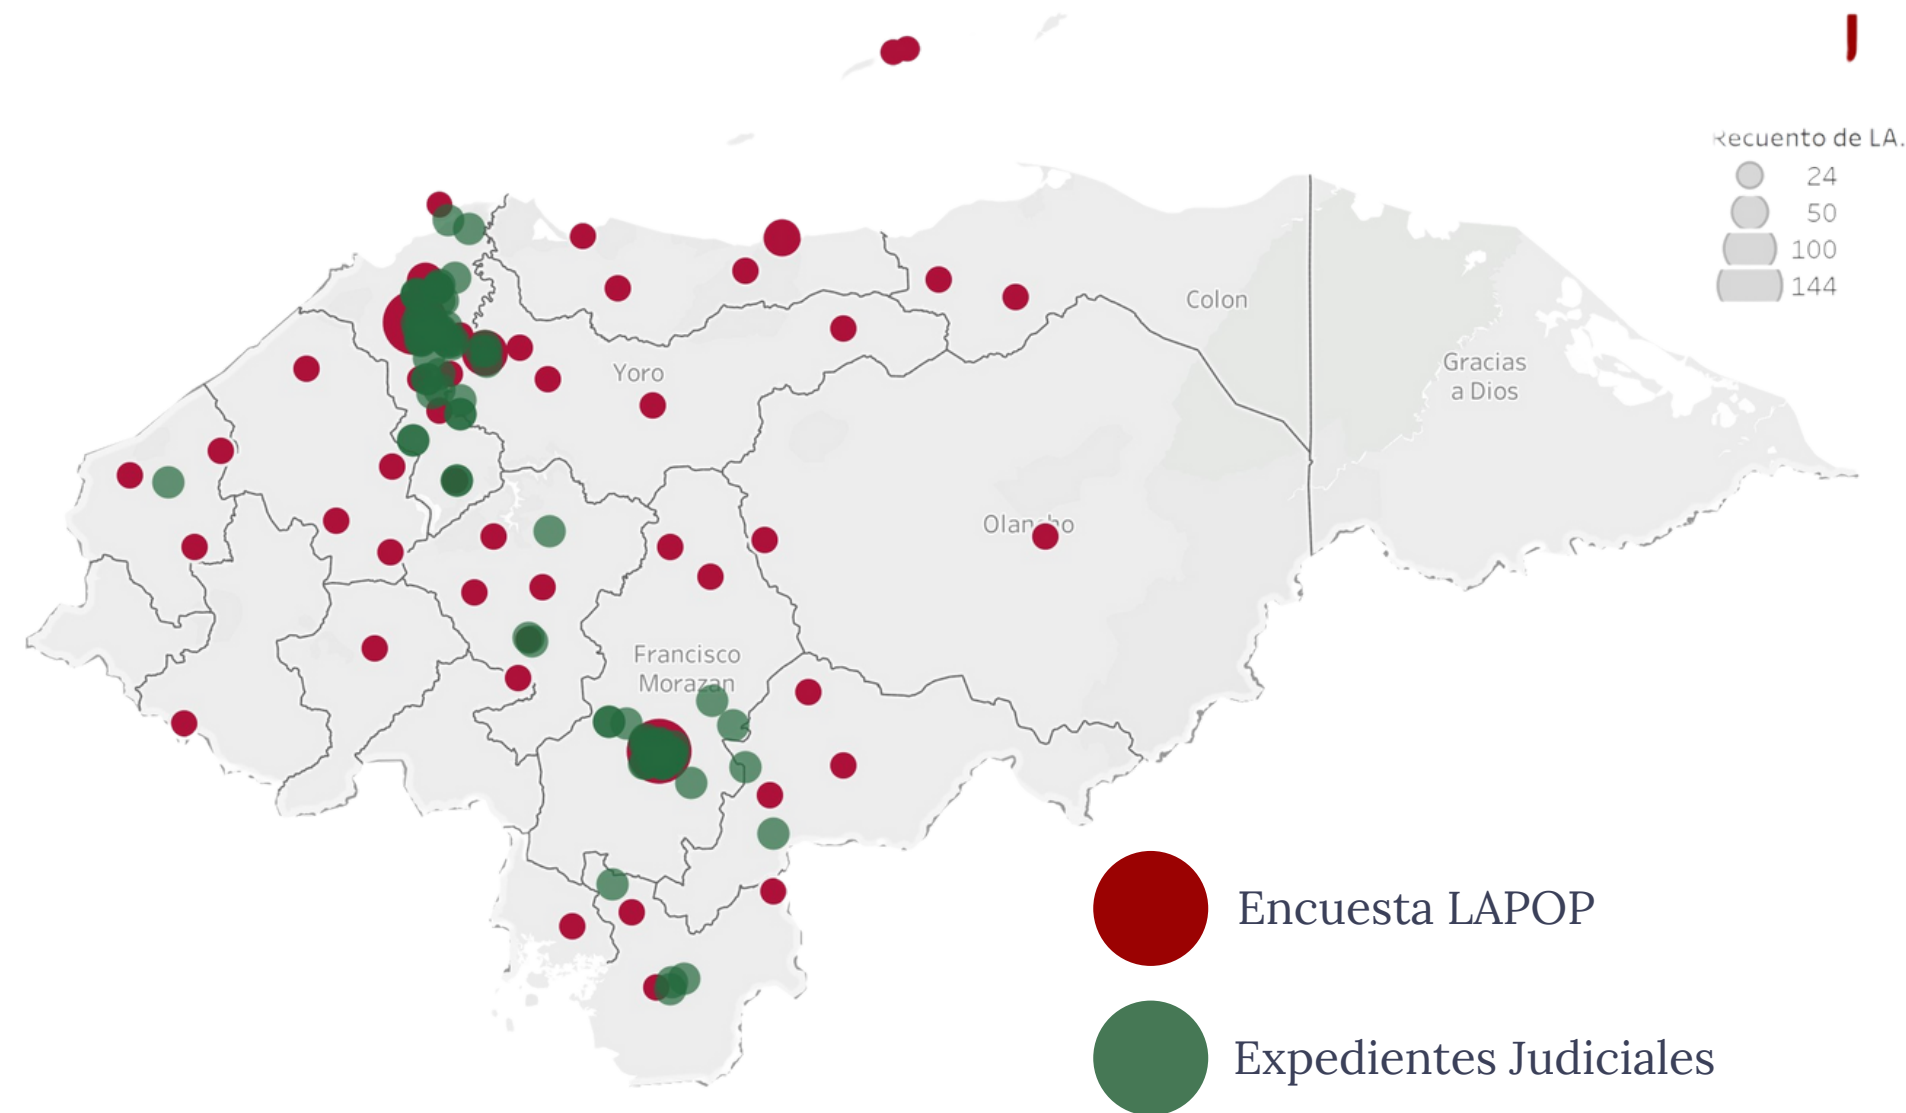 Recuento de LA.
24
50
100
144
Colon
Gracias
a Dios
Yoro
Olancho
Francisco
Morazan
Encuesta LAPOP
Expedientes Judiciales